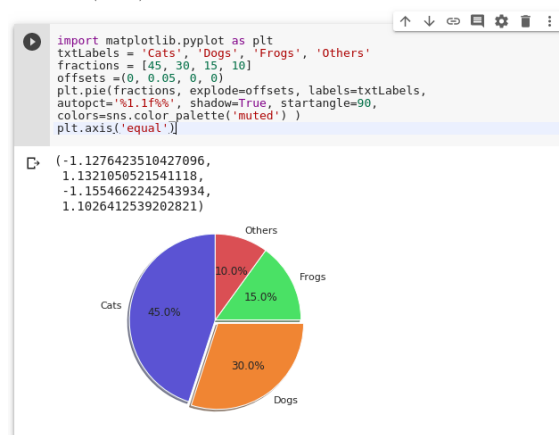 import matplotlib.pyplot as plt
txtLabels = 'Cats', 'Dogs', 'Frogs', 'Others'
fractions = [45, 30, 15, 10]
offsets =(0, 0.05, 0, 0)
plt.pie(fractions, explode=offsets, labels=txtLabels,
autopct='%1.1f%%', shadow=True, startangle=90,
colors=sns.color_palette('muted') )
plt.axis('equal')
(-1.1276423510427096,
1.1321050521541118,
-1.1554662242543934,
1.1026412539202821)
Others
10.0%
Frogs
15.0%
Cats
45.0%
30.0%
Dogs